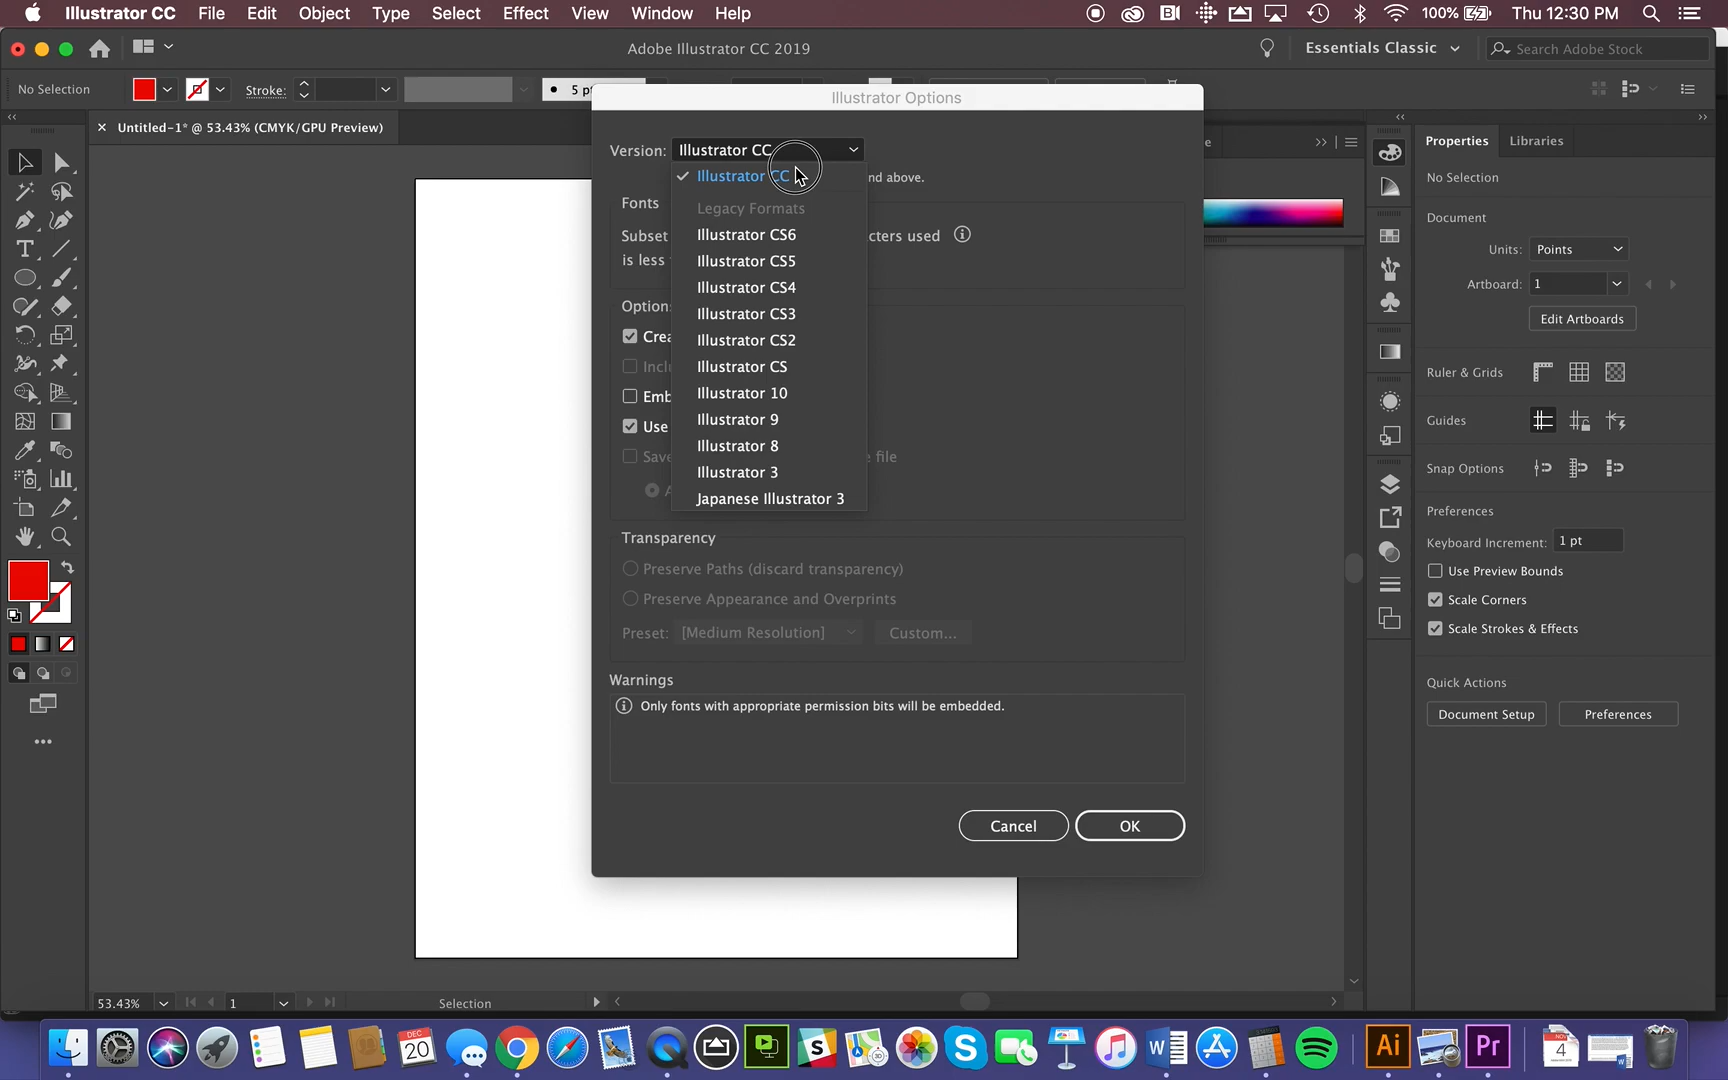 Illustrator CC File Edit Object Type Select Effect View Window Help 100% Thu 12:30 PM
Adobe Illustrator CC 2019 Essentials Classic Search Adobe Stock
No Selection Stroke:
Illustrator Options
Untitled-1* @ 53.43% (CMYK/GPU Preview)
Version: Illustrator CC
Illustrator CC nd above.
Legacy Formats
Illustrator CS6
Illustrator CS5
Illustrator CS4
Illustrator CS3
Illustrator CS2
Illustrator CS
Illustrator 10
Illustrator 9
Illustrator 8
Illustrator 3
Japanese Illustrator 3
Fonts
Subset cters used
is less
Option
Crea
Incl
Emb
Use
Save e file
A
Transparency
Preserve Paths (discard transparency)
Preserve Appearance and Overprints
Preset: [Medium Resolution] Custom...
Warnings
Only fonts with appropriate permission bits will be embedded.
Cancel OK
Properties Libraries
No Selection
Document
Units: Points
Artboard: 1
Edit Artboards
Ruler & Grids
Guides
Snap Options
Preferences
Keyboard Increment: 1 pt
Use Preview Bounds
Scale Corners
Scale Strokes & Effects
Quick Actions
Document Setup Preferences
53.43% 1 Selection
DEC
20
Ai Pr
NOV
4